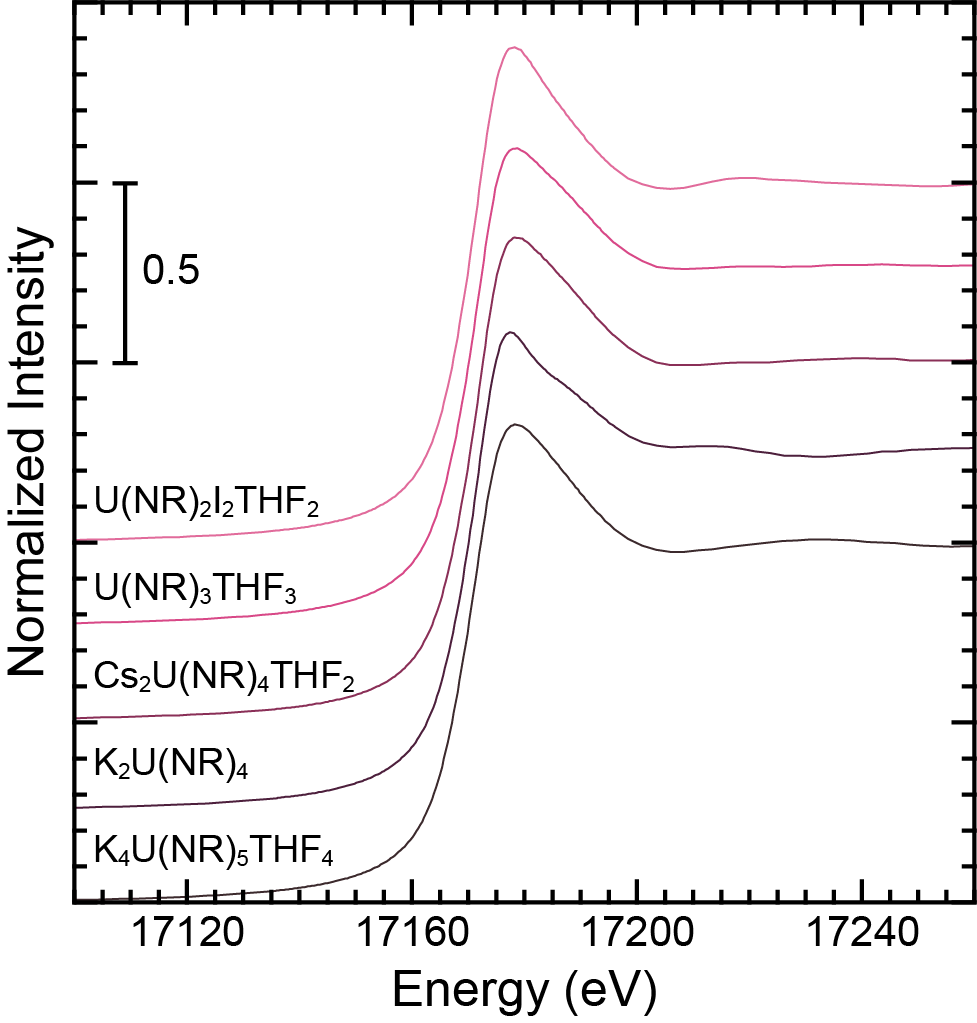 Normalized Intensity
0.5
U(NR)₂I₂THF₂
U(NR)₃THF₃
Cs₂U(NR)₄THF₂
K₂U(NR)₄
K₄U(NR)₅THF₄
17120 17160 17200 17240
Energy (eV)